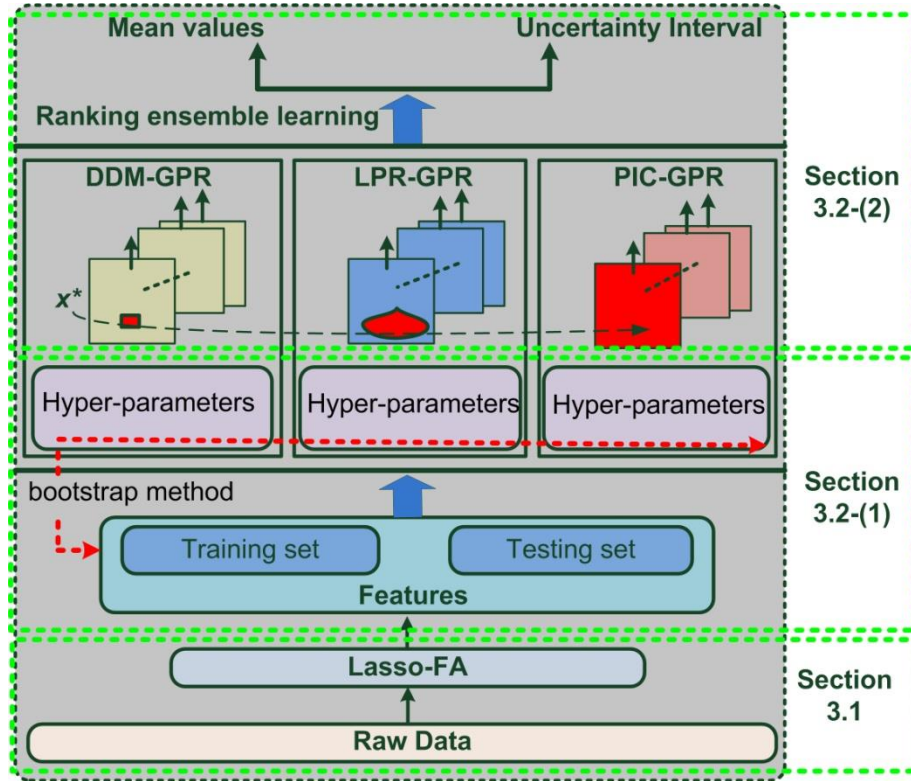 Mean values
Uncertainty Interval
Ranking ensemble learning
DDM-GPR
LPR-GPR
PIC-GPR
Section
3.2-(2)
x*
Hyper-parameters
Hyper-parameters
Hyper-parameters
bootstrap method
Section
3.2-(1)
Training set
Testing set
Features
Lasso-FA
Section
3.1
Raw Data